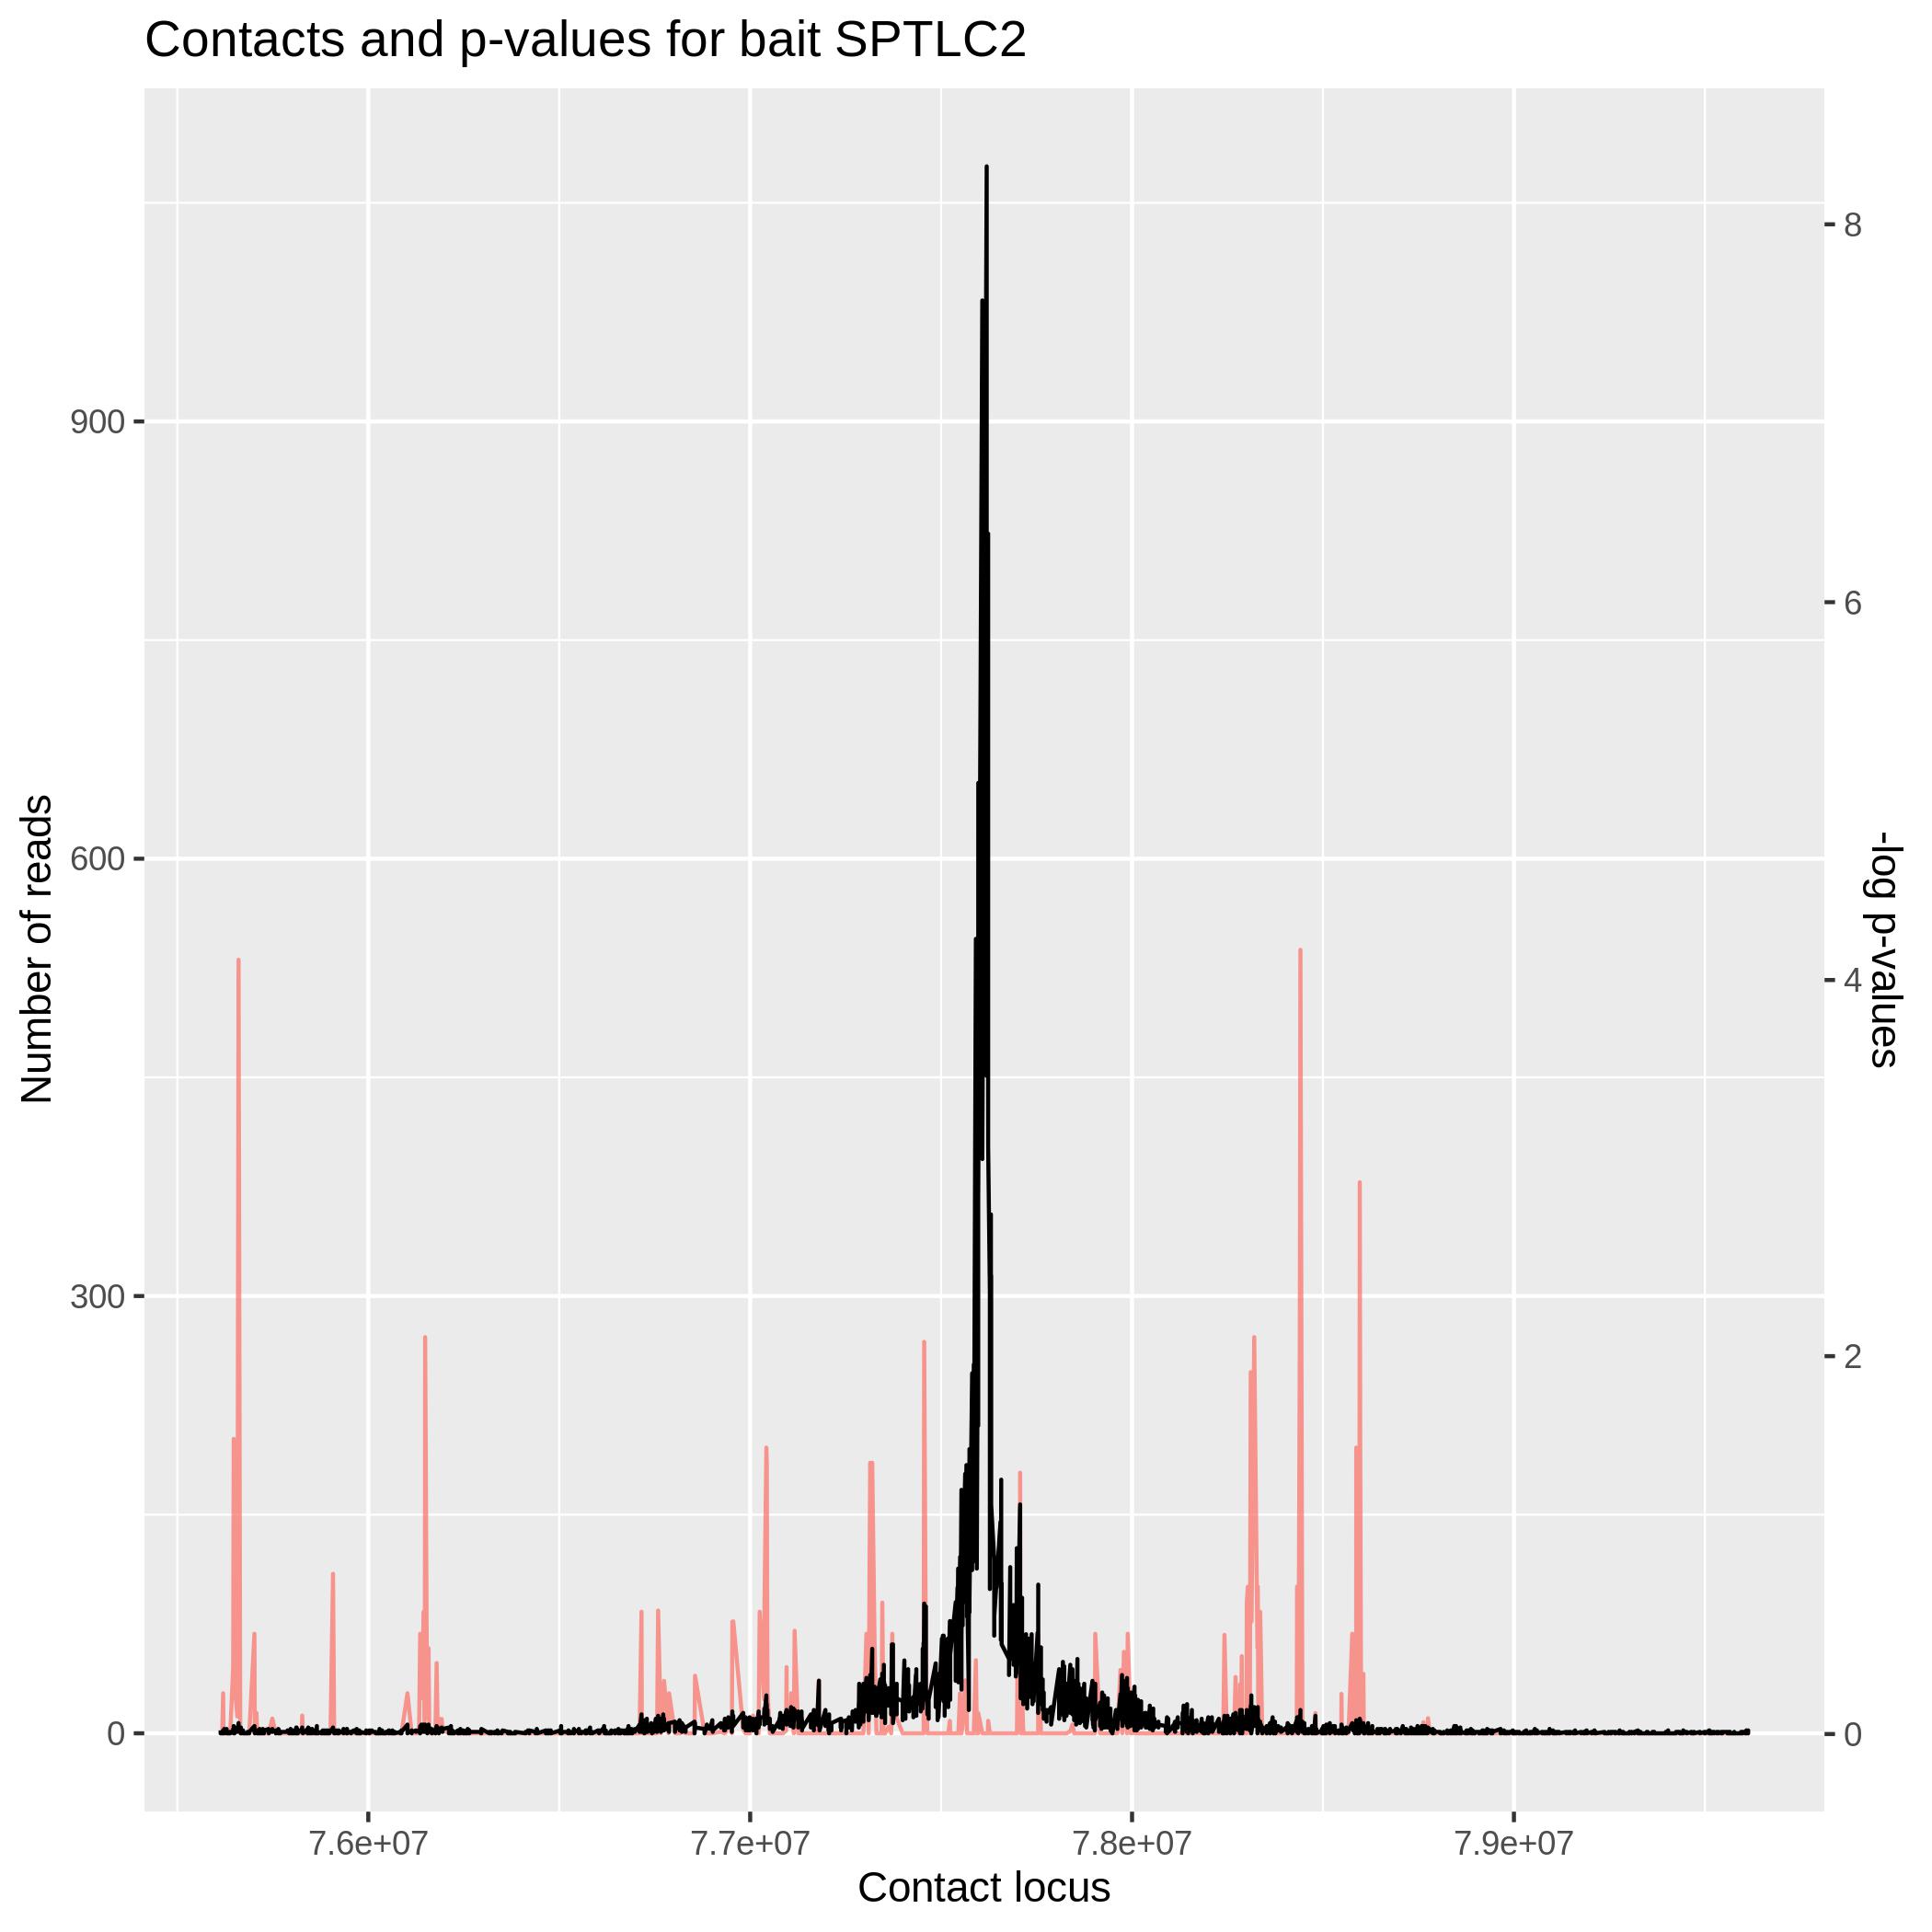 Contacts and p-values for bait SPTLC2
Number of reads
900
600
300
0
8
6
4
2
0
-log p-values
7.6e+07
7.7e+07
7.8e+07
7.9e+07
Contact locus